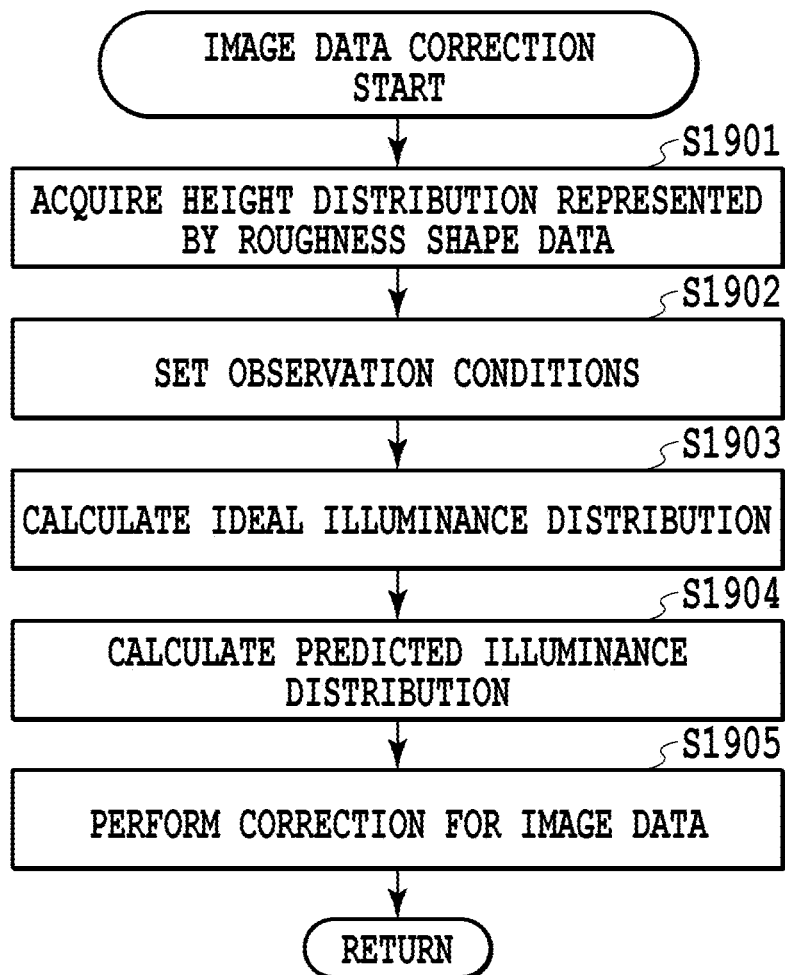 IMAGE DATA CORRECTION
START
S1901
ACQUIRE HEIGHT DISTRIBUTION REPRESENTED
BY ROUGHNESS SHAPE DATA
S1902
SET OBSERVATION CONDITIONS
S1903
CALCULATE IDEAL ILLUMINANCE DISTRIBUTION
S1904
CALCULATE PREDICTED ILLUMINANCE
DISTRIBUTION
S1905
PERFORM CORRECTION FOR IMAGE DATA
RETURN